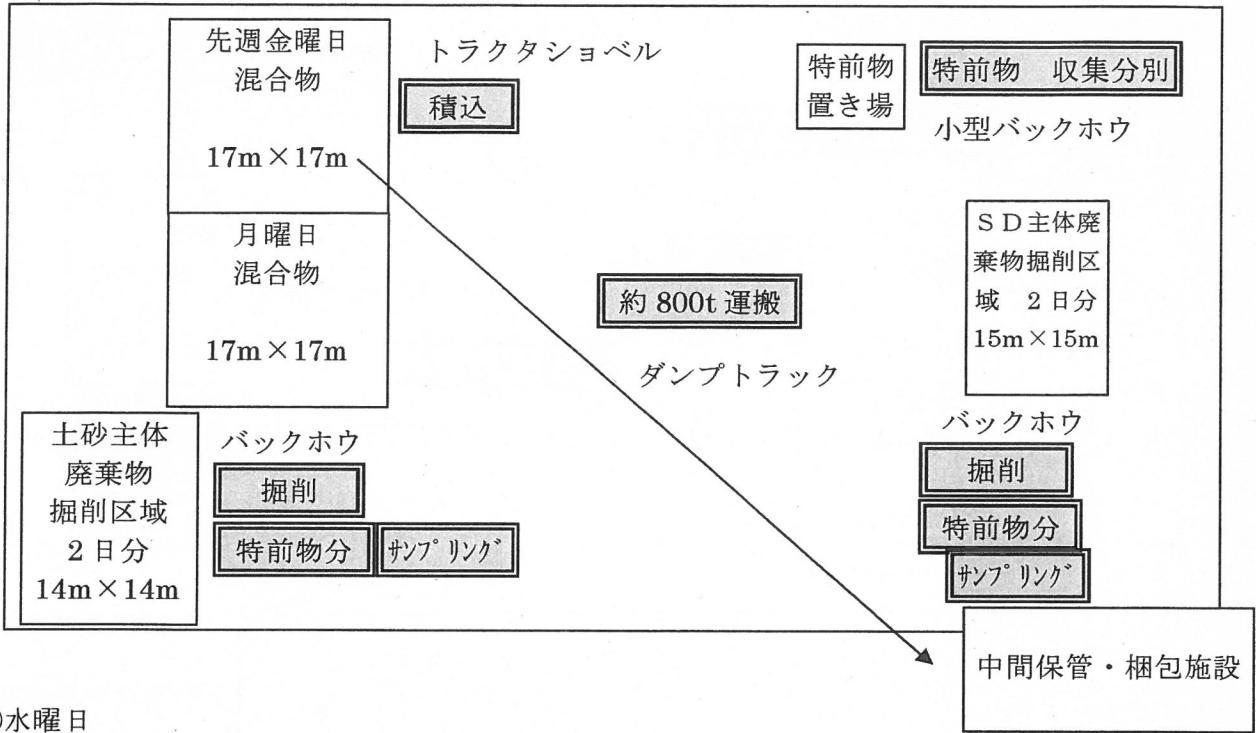 先週金曜日
混合物
17m×17m
トラクタショベル
積込
特前物
置き場
特前物 収集分別
小型バックホウ
月曜日
混合物
17m×17m
約 800t 運搬
ダンプトラック
SD主体廃
棄物掘削区
域 2日分
15m×15m
土砂主体
廃棄物
掘削区域
2日分
14m×14m
バックホウ
掘削
特前物分
サンプリング
バックホウ
掘削
特前物分
サンプリング
中間保管・梱包施設
)水曜日